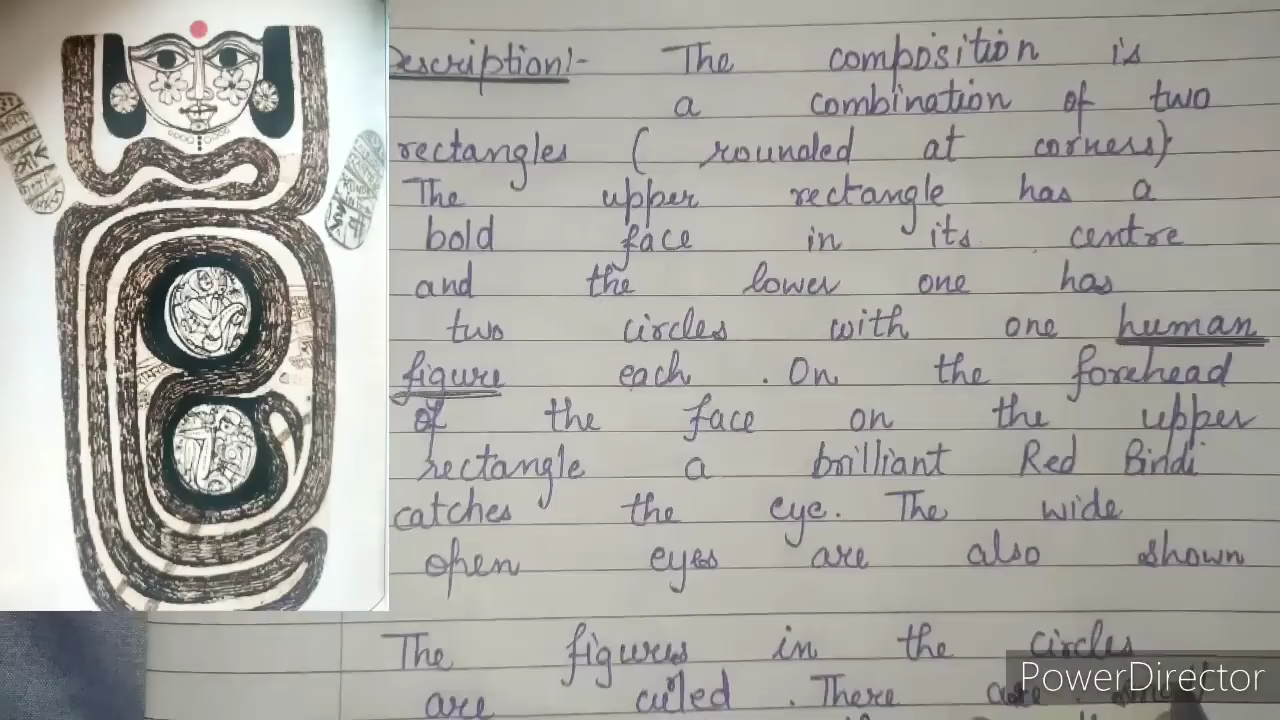 Description:-
The composition is
a combination of two
rectangles ( rounded at corners)
The upper rectangle has a
bold face in its centre
and the lower one has
two circles with one human
figure each . On the forehead
of the face on the upper
rectangle a brilliant Red Bindi
catches the eye. The wide
open eyes are also shown
The figures in the circles
are curled . There are
PowerDirector